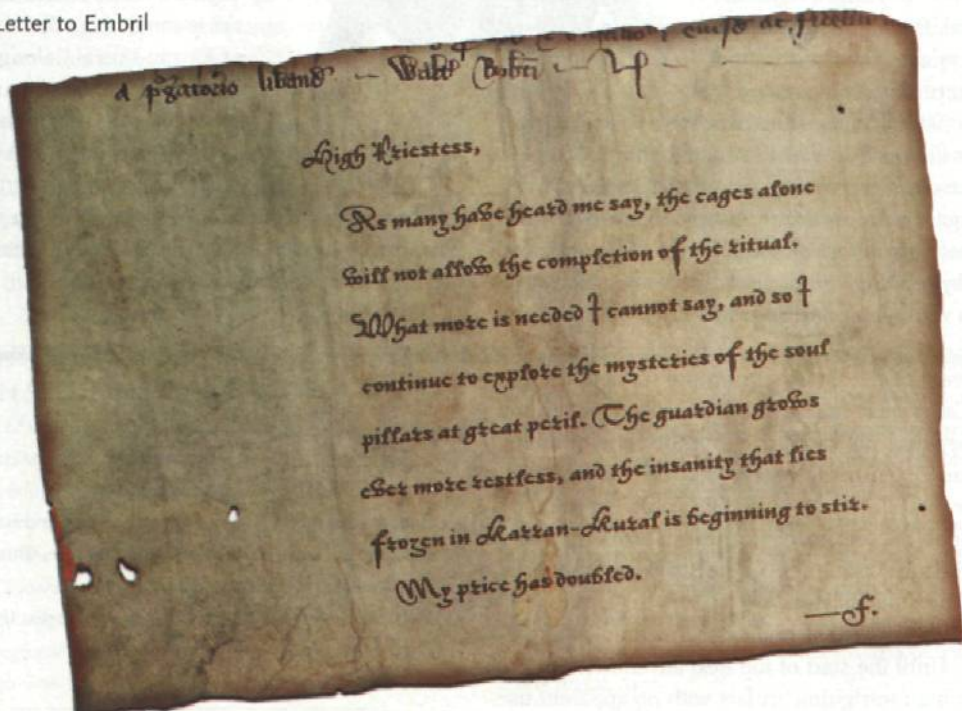 Letter to Embril
High Priestess,
As many have heard me say, the cages alone
will not allow the completion of the ritual.
What more is needed I cannot say, and so I
continue to explore the mysteries of the soul
pillars at great peril. The guardian grows
ever more restless, and the insanity that lies
frozen in Karzan-Kural is beginning to stir.
My price has doubled.
—F.